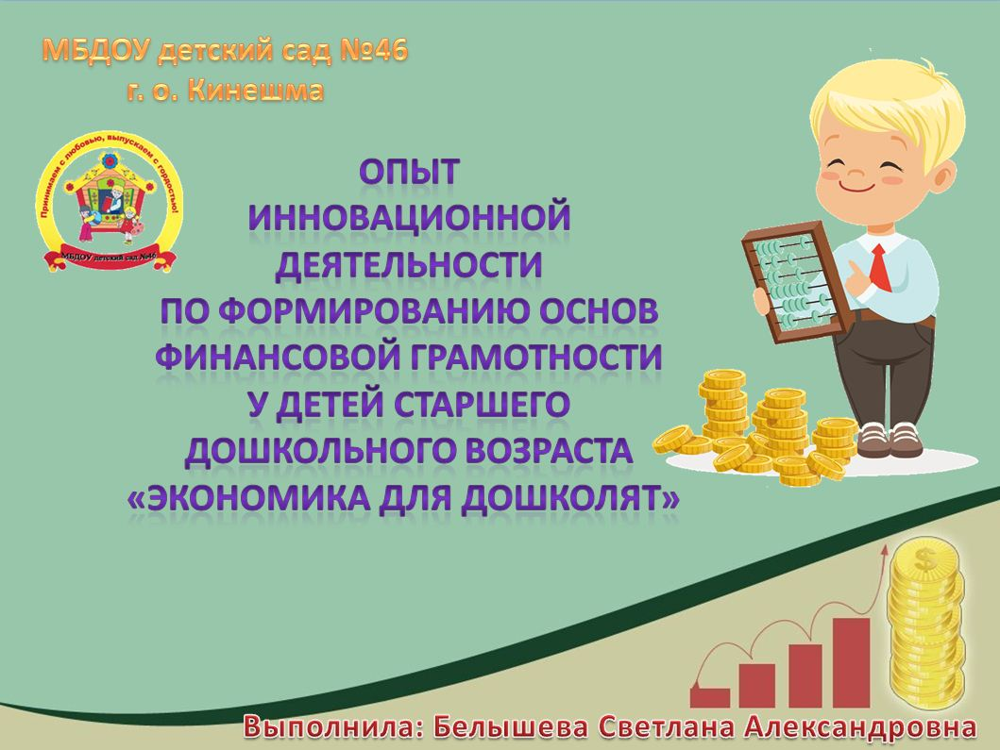 МБДОУ детский сад №46
г. о. Кинешма
Принимаем с любовью, выпускаем с гордостью!
МБДОУ детский сад №46
ОПЫТ
ИННОВАЦИОННОЙ
ДЕЯТЕЛЬНОСТИ
ПО ФОРМИРОВАНИЮ ОСНОВ
ФИНАНСОВОЙ ГРАМОТНОСТИ
У ДЕТЕЙ СТАРШЕГО
ДОШКОЛЬНОГО ВОЗРАСТА
«ЭКОНОМИКА ДЛЯ ДОШКОЛЯТ»
$
Выполнила: Белышева Светлана Александровна